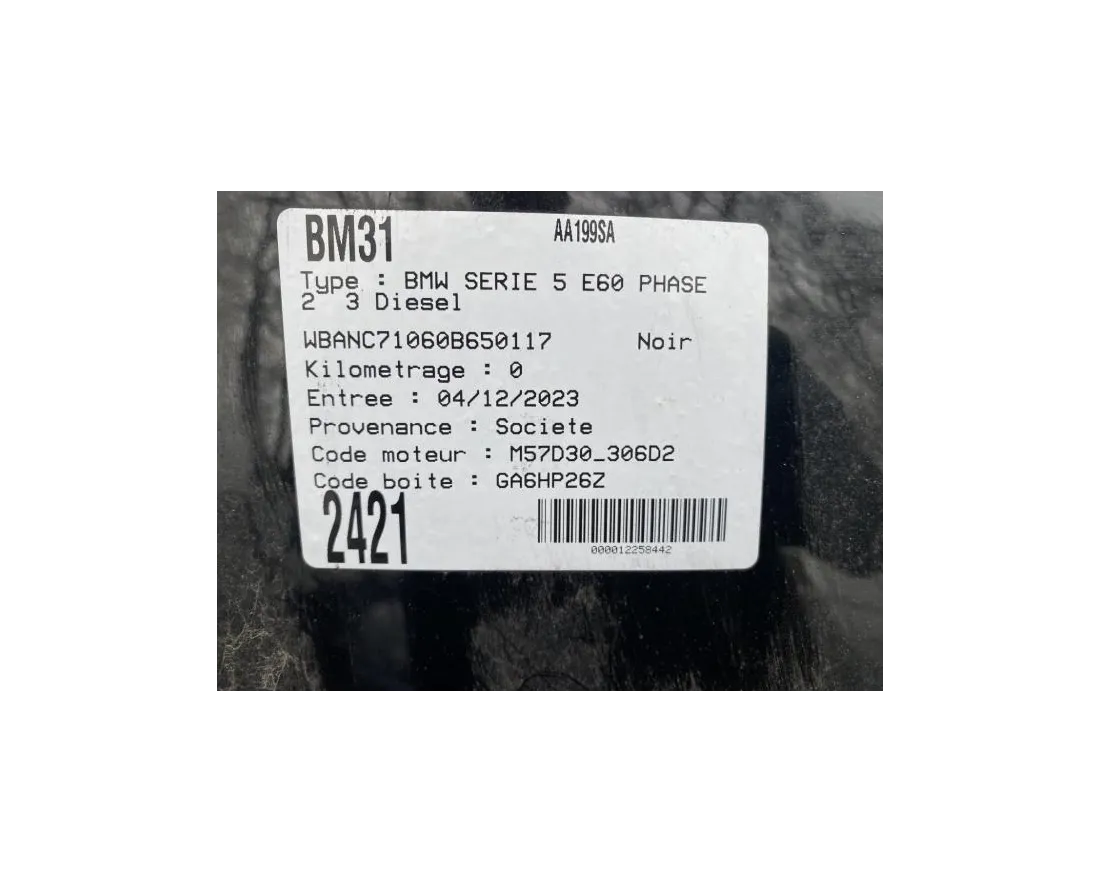 BM31
AA199SA
Type : BMW SERIE 5 E60 PHASE
2 3 Diesel
WBANC71060B650117 Noir
Kilometrage : 0
Entree : 04/12/2023
Provenance : Societe
Code moteur : M57D30_306D2
Code boite : GA6HP26Z
2421
000012258442